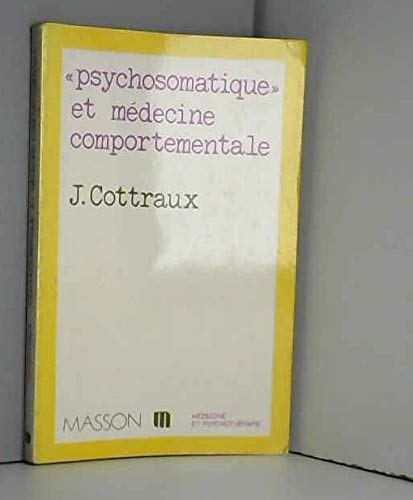 « psychosomatique »
et médecine
comportementale
J. Cottraux
MASSON m MÉDECINE
ET PSYCHOTHÉRAPIE